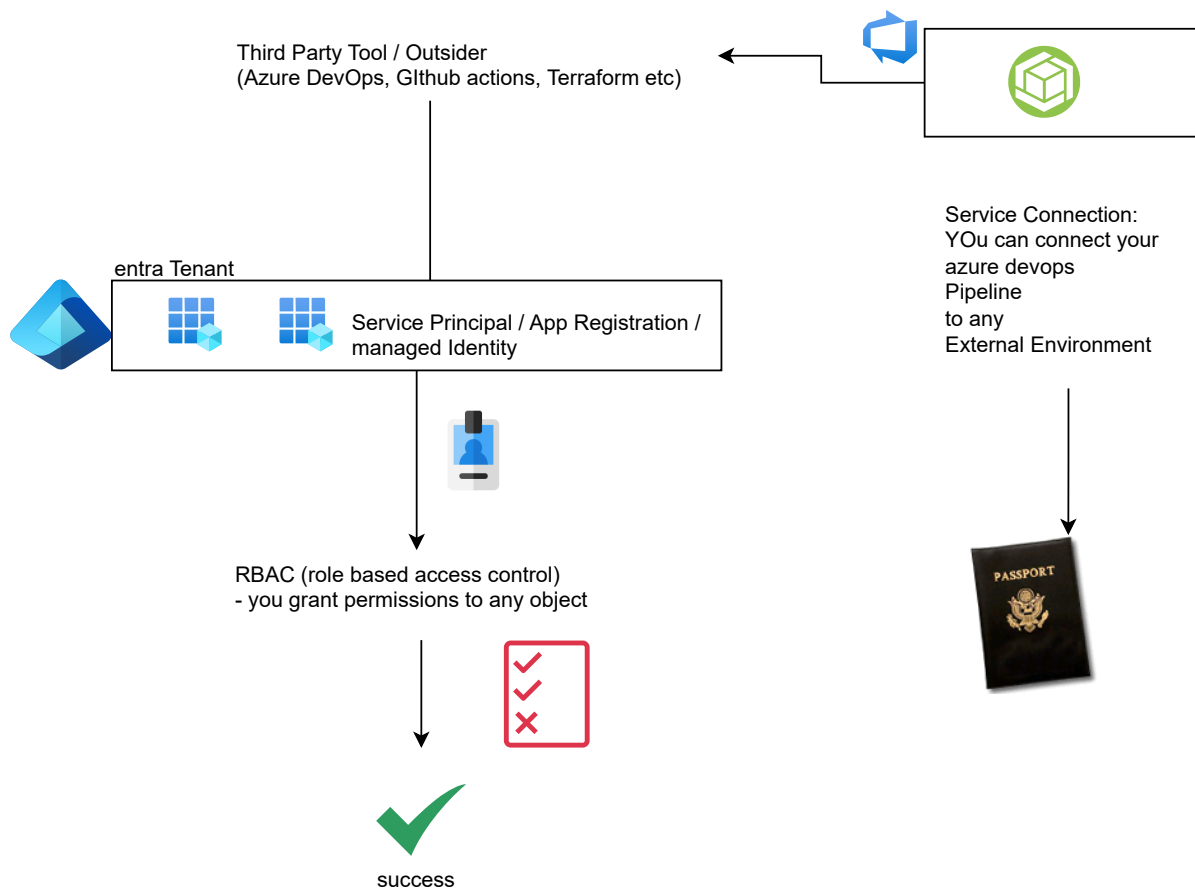 Third Party Tool / Outsider
(Azure DevOps, GIthub actions, Terraform etc)
entra Tenant
Service Principal / App Registration /
managed Identity
RBAC (role based access control)
- you grant permissions to any object
success
Service Connection:
YOu can connect your
azure devops
Pipeline
to any
External Environment
PASSPORT